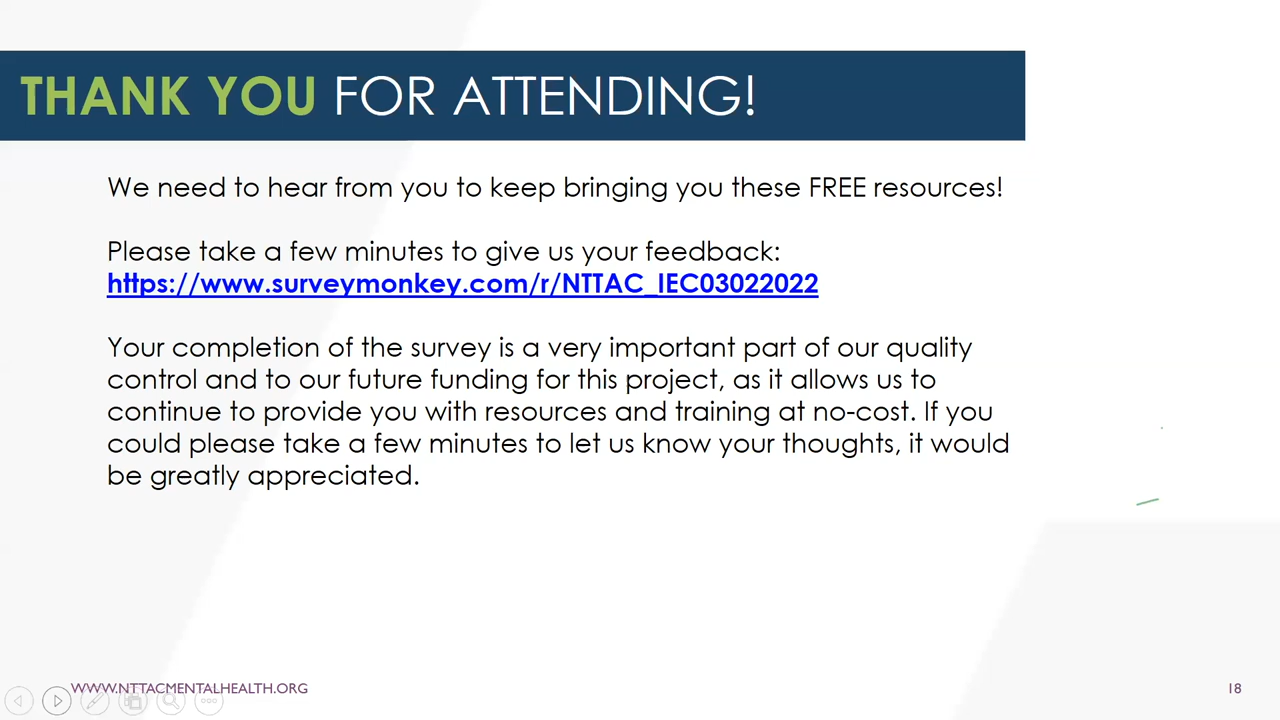 THANK YOU FOR ATTENDING!
We need to hear from you to keep bringing you these FREE resources!
Please take a few minutes to give us your feedback:
https://www.surveymonkey.com/r/NTTAC_IEC03022022
Your completion of the survey is a very important part of our quality
control and to our future funding for this project, as it allows us to
continue to provide you with resources and training at no-cost. If you
could please take a few minutes to let us know your thoughts, it would
be greatly appreciated.
WWW.NTTACMENTALHEALTH.ORG
18